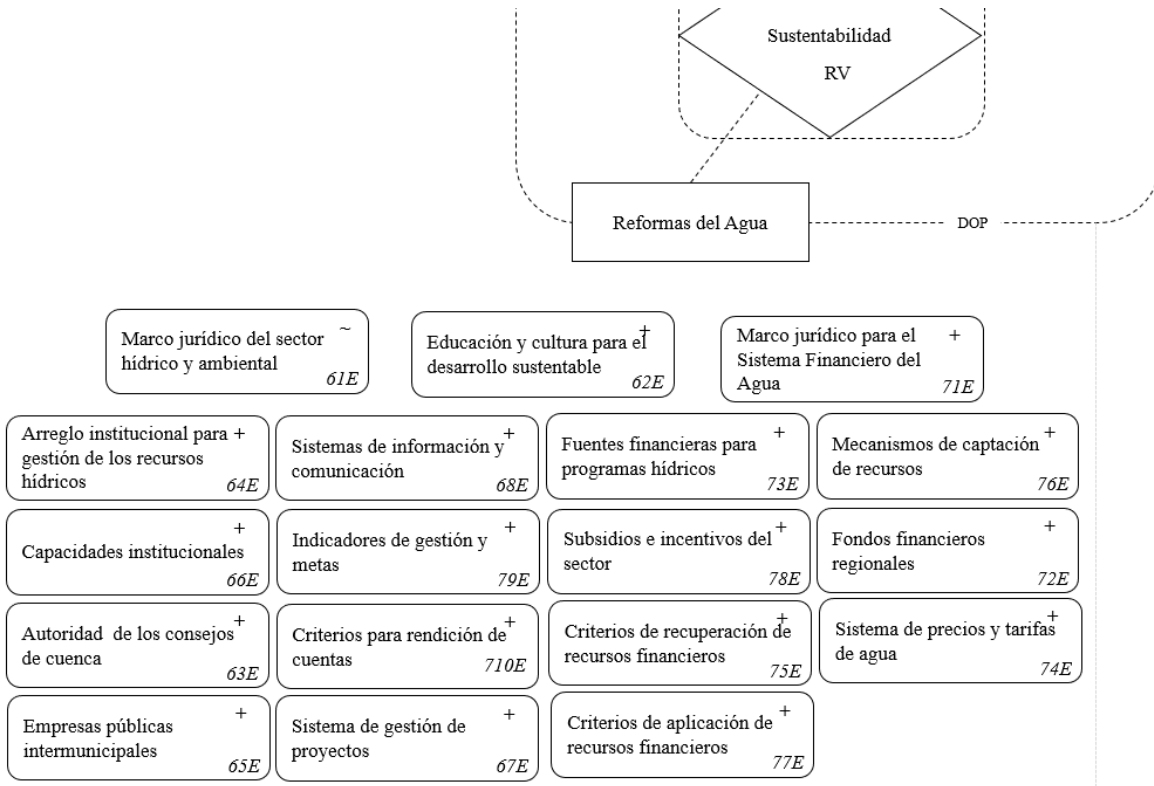 Sustentabilidad
RV
Reformas del Agua
DOP
Marco jurídico del sector ~
hídrico y ambiental
61E
+
Educación y cultura para el
desarrollo sustentable
62E
Marco jurídico para el +
Sistema Financiero del
Agua
71E
Arreglo institucional para +
gestión de los recursos
hídricos
64E
+
Sistemas de información y
comunicación
68E
+
Fuentes financieras para
programas hídricos
73E
+
Mecanismos de captación
de recursos
76E
+
Capacidades institucionales
66E
+
Indicadores de gestión y
metas
79E
+
Subsidios e incentivos del
sector
78E
+
Fondos financieros
regionales
72E
+
Autoridad de los consejos
de cuenca
63E
+
Criterios para rendición de
cuentas
710E
+
Criterios de recuperación de
recursos financieros
75E
+
Sistema de precios y tarifas
de agua
74E
+
Empresas públicas
intermunicipales
65E
+
Sistema de gestión de
proyectos
67E
+
Criterios de aplicación de
recursos financieros
77E